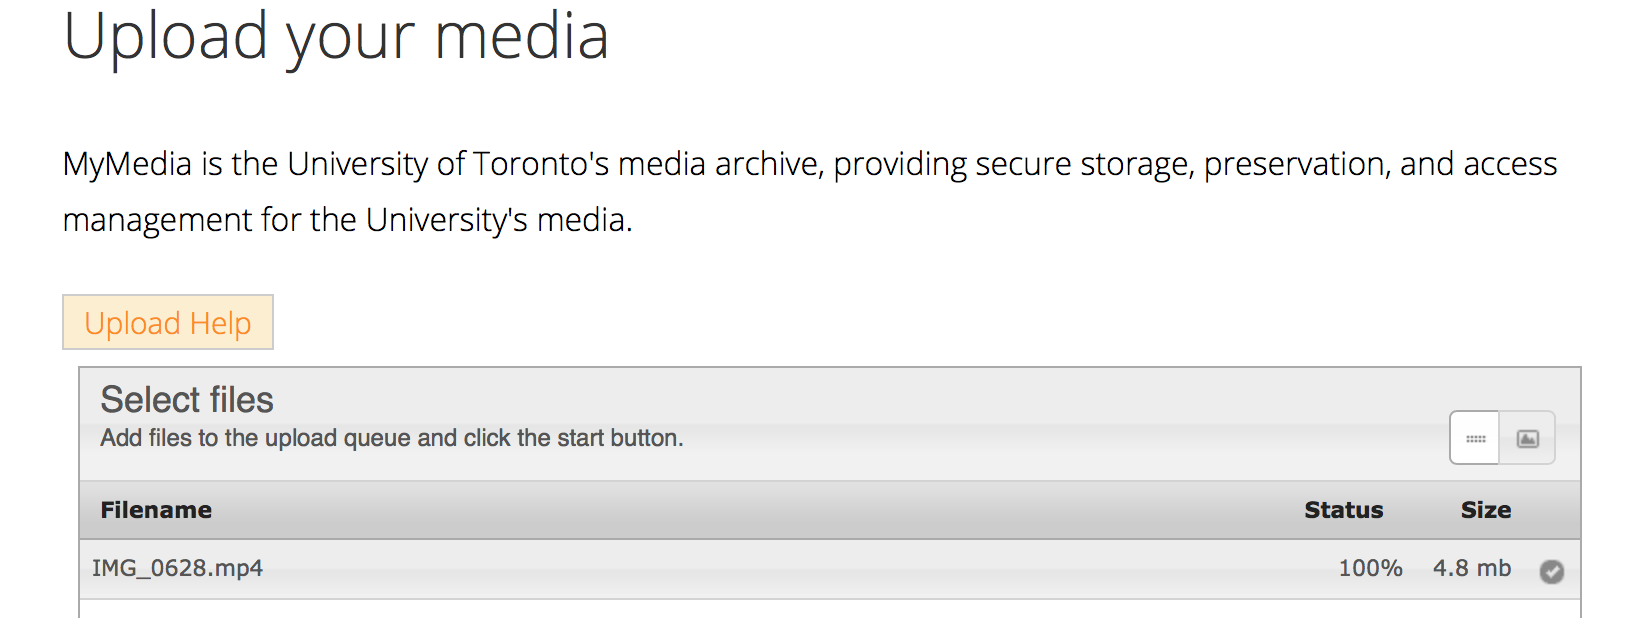 Upload your media
MyMedia is the University of Toronto's media archive, providing secure storage, preservation, and access
management for the University's media.
Upload Help
Select files
Add files to the upload queue and click the start button.
Filename Status Size
IMG_0628.mp4 100% 4.8 mb